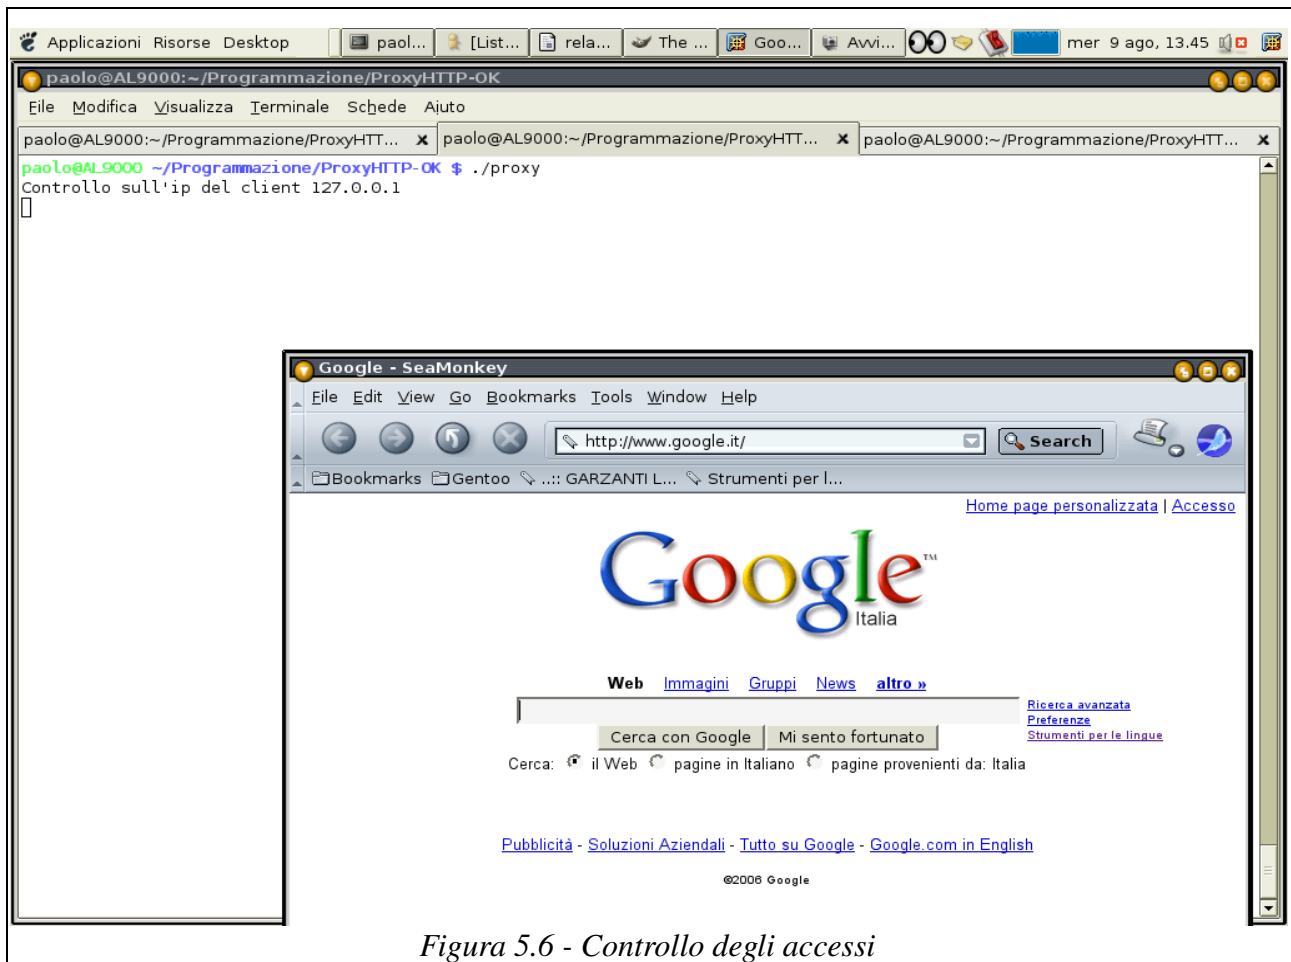 Applicazioni Risorse Desktop paol... [List... rela... The ... Goo... Avvi... mer 9 ago, 13.45
paolo@AL9000:~/Programmazione/ProxyHTTP-OK
File Modifica Visualizza Terminale Schede Aiuto
paolo@AL9000:~/Programmazione/ProxyHTT... paolo@AL9000:~/Programmazione/ProxyHTT... paolo@AL9000:~/Programmazione/ProxyHTT...
paolo@AL9000 ~/Programmazione/ProxyHTTP-OK $ ./proxy
Controllo sull'ip del client 127.0.0.1
Google - SeaMonkey
File Edit View Go Bookmarks Tools Window Help
http://www.google.it/ Search
Bookmarks Gentoo ..:: GARZANTI L... Strumenti per l...
Home page personalizzata | Accesso
Google™
Italia
Web Immagini Gruppi News altro »
Ricerca avanzata
Preferenze
Strumenti per le lingue
Cerca con Google Mi sento fortunato
Cerca: il Web pagine in Italiano pagine provenienti da: Italia
Pubblicità - Soluzioni Aziendali - Tutto su Google - Google.com in English
©2006 Google
Figura 5.6 - Controllo degli accessi